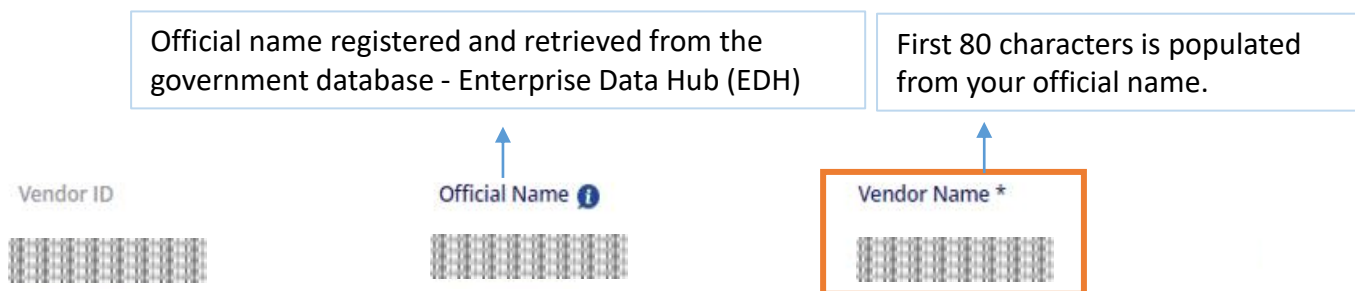 Official name registered and retrieved from the
government database - Enterprise Data Hub (EDH)
First 80 characters is populated
from your official name.
Vendor ID
Official Name i
Vendor Name *